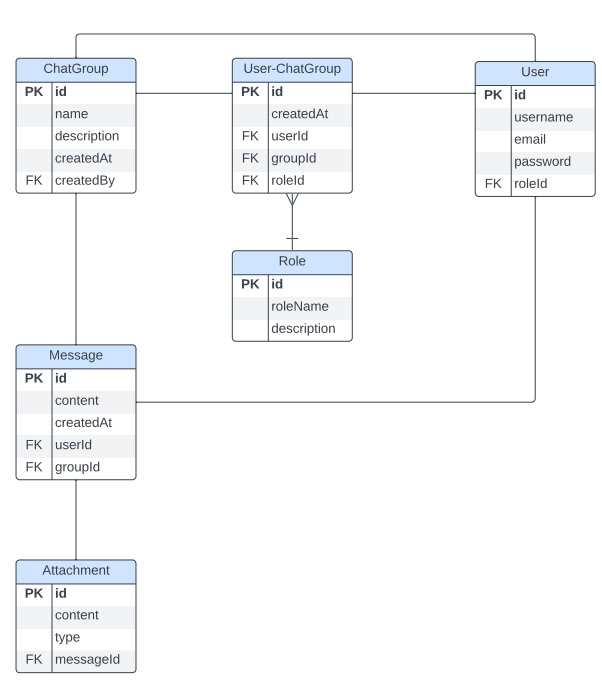 ChatGroup
PK id
name
description
createdAt
FK createdBy
User-ChatGroup
PK id
createdAt
FK userId
FK groupId
FK roleId
User
PK id
username
email
password
FK roleId
Role
PK id
roleName
description
Message
PK id
content
createdAt
FK userId
FK groupId
Attachment
PK id
content
type
FK messageId